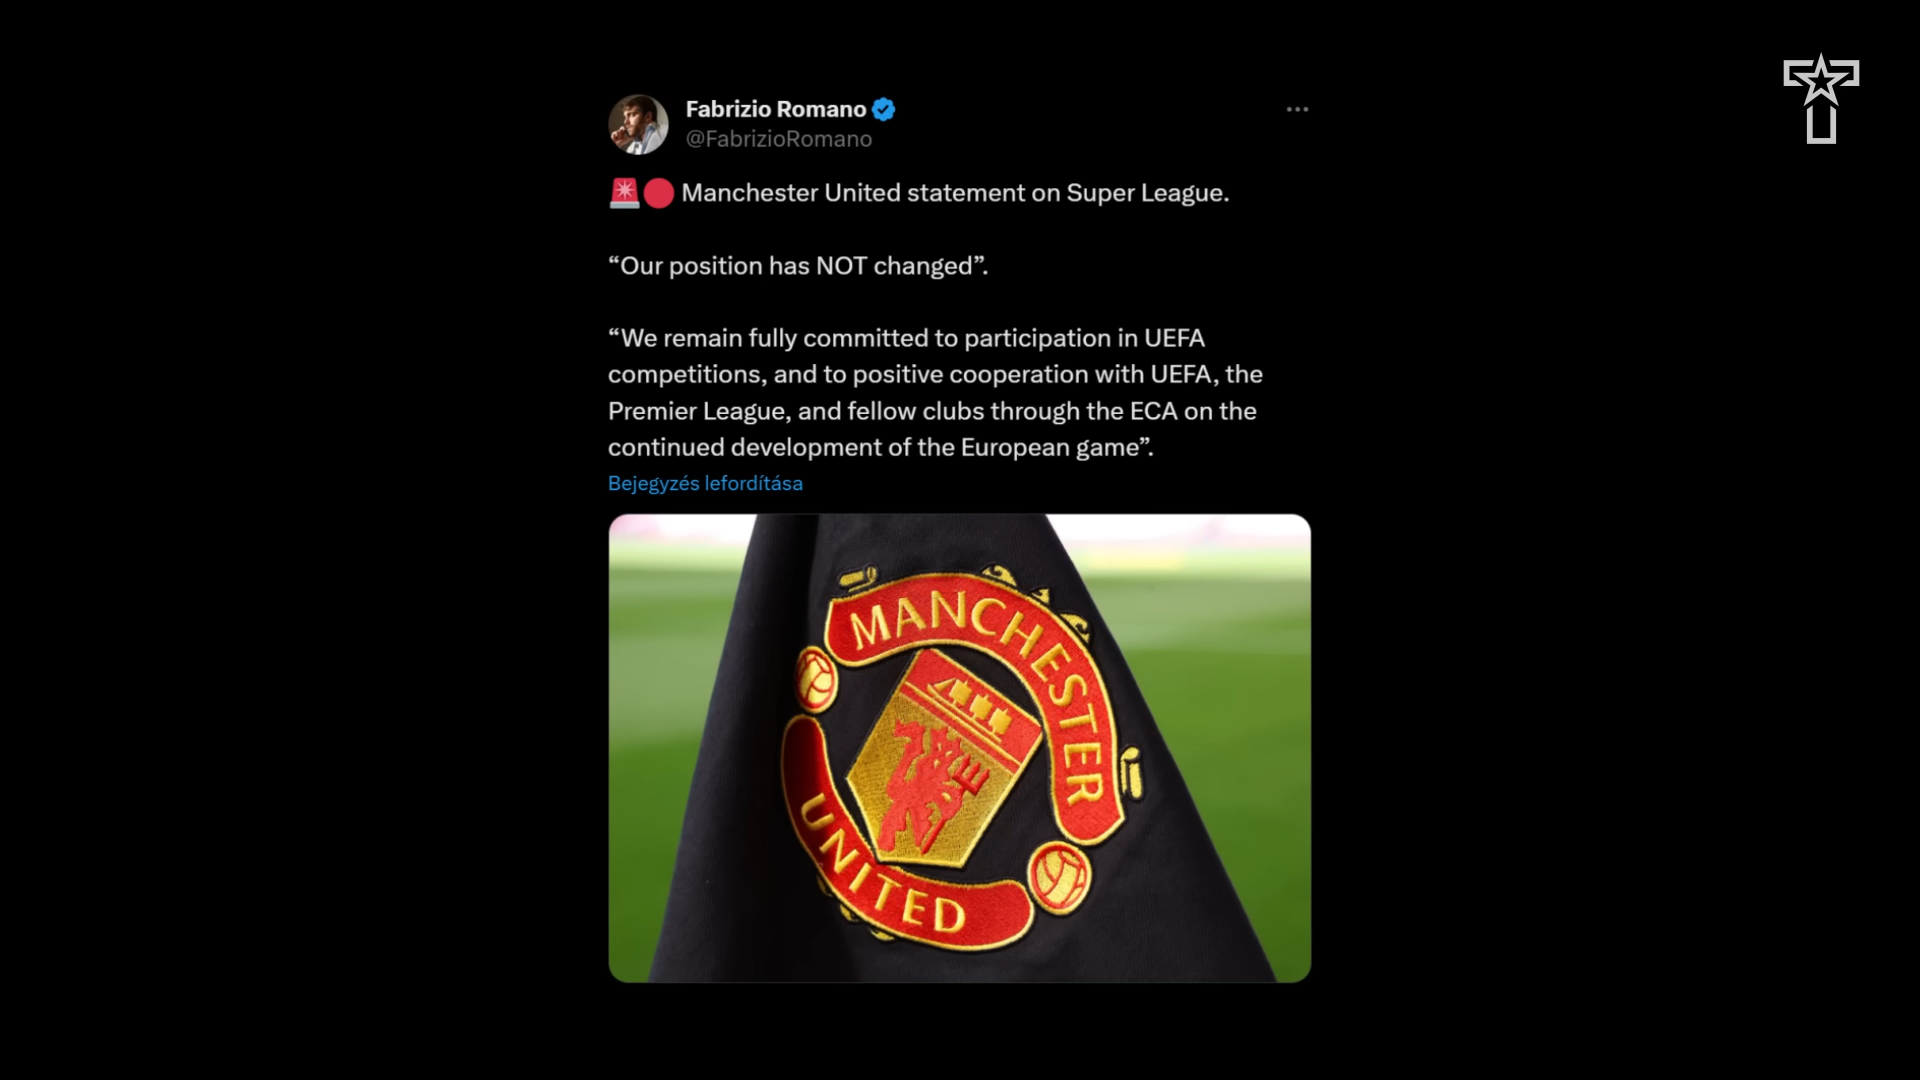 Fabrizio Romano
@FabrizioRomano
🚨🔴 Manchester United statement on Super League.
“Our position has NOT changed”.
“We remain fully committed to participation in UEFA
competitions, and to positive cooperation with UEFA, the
Premier League, and fellow clubs through the ECA on the
continued development of the European game”.
Bejegyzés lefordítása
MANCHESTER
UNITED